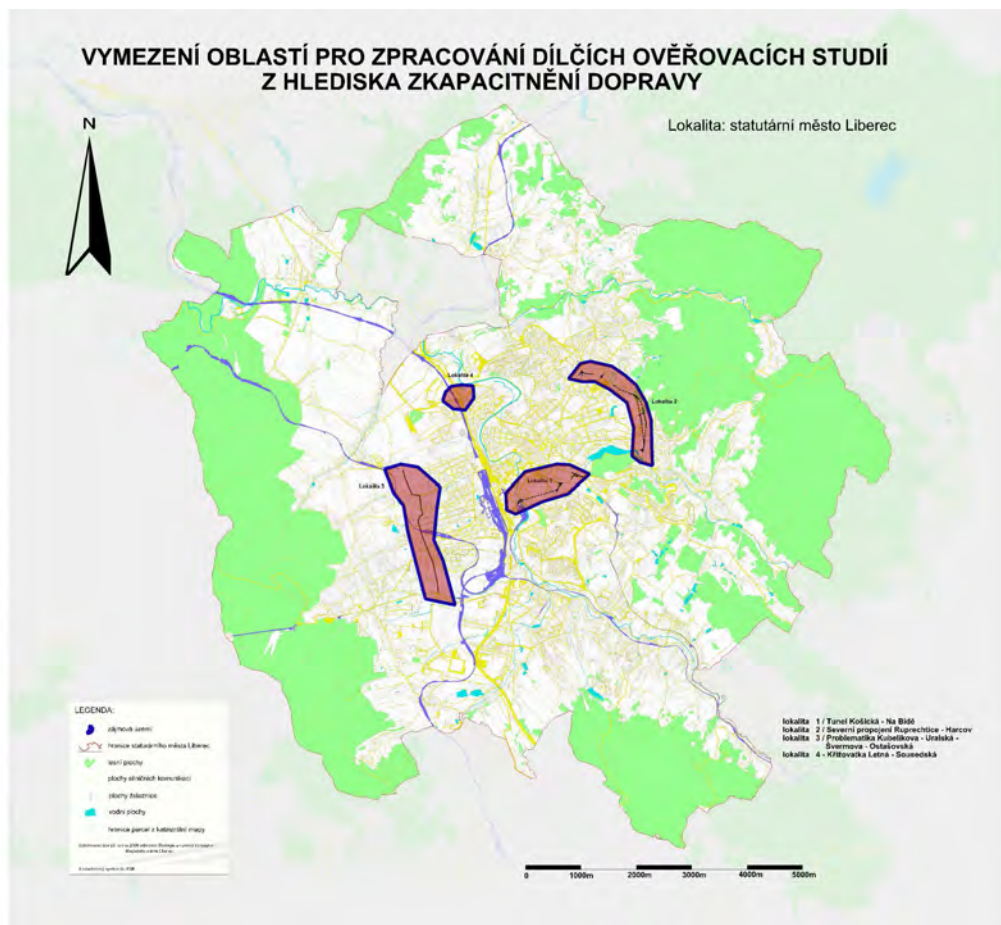 VYMEZENÍ OBLASTÍ PRO ZPRACOVÁNÍ DÍLČÍCH OVĚŘOVACÍCH STUDIÍ
Z HLEDISKA ZKAPACITNĚNÍ DOPRAVY
Lokalita: statutární město Liberec
N
Lokalita 4
Lokalita 2
Lokalita 3
Lokalita 1
LEGENDA:
zájmová území
hranice statutárního města Liberec
lesní plochy
plochy silničních komunikací
plochy železnice
vodní plochy
hranice parcel z katastrální mapy
lokalita 1 / Tunel Košická - Na Bídě
lokalita 2 / Severní propojení Ruprechtice - Harcov
lokalita 3 / Problematika Kubelíkova - Uralská -
Švermova - Ostašovská
lokalita 4 - Křižovatka Letná - Sousedská
0 1000m 2000m 3000m 4000m 5000m